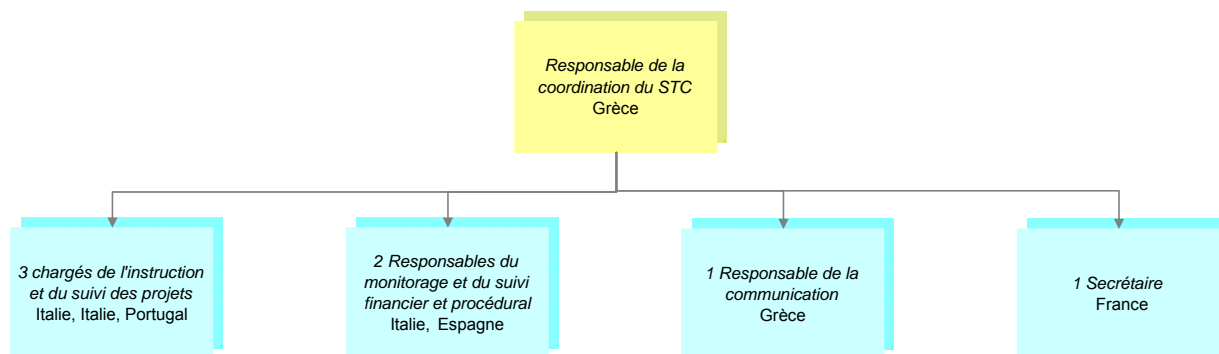 Responsable de la
coordination du STC
Grèce
3 chargés de l'instruction
et du suivi des projets
Italie, Italie, Portugal
2 Responsables du
monitorage et du suivi
financier et procédural
Italie, Espagne
1 Responsable de la
communication
Grèce
1 Secrétaire
France